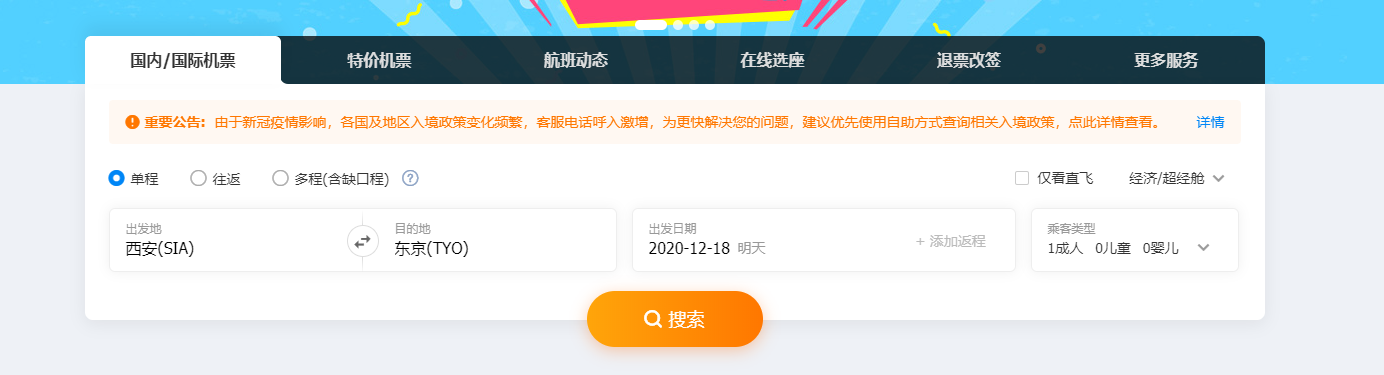 国内/国际机票 特价机票 航班动态 在线选座 退票改签 更多服务
重要公告: 由于新冠疫情影响，各国及地区入境政策变化频繁，客服电话呼入激增，为更快解决您的问题，建议优先使用自助方式查询相关入境政策，点此详情查看。 详情
单程 往返 多程(含缺口程) ? 仅看直飞 经济/超经舱
出发地 目的地 出发日期 乘客类型
西安(SIA) 东京(TYO) 2020-12-18 明天 + 添加返程 1成人 0儿童 0婴儿
搜索